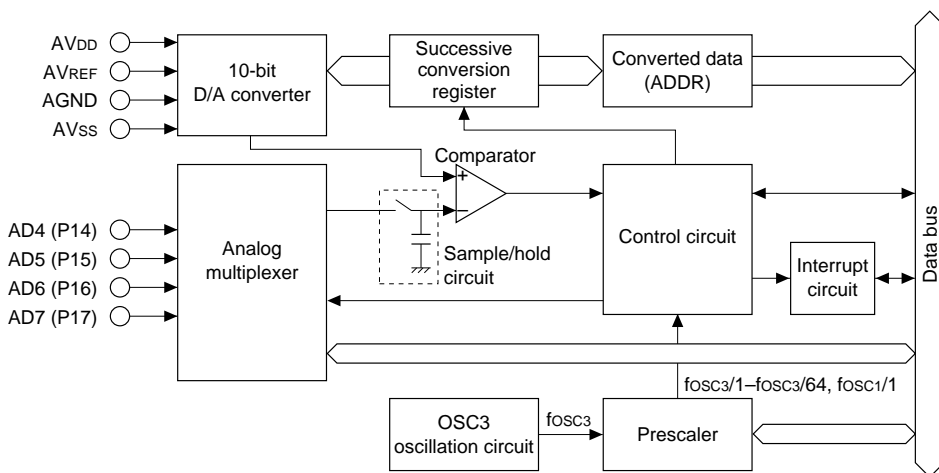 AVDD
AVREF
AGND
AVSS
10-bit
D/A converter
Successive
conversion
register
Converted data
(ADDR)
Comparator
+
–
AD4 (P14)
AD5 (P15)
AD6 (P16)
AD7 (P17)
Analog
multiplexer
Sample/hold
circuit
Control circuit
Interrupt
circuit
Data bus
fOSC3/1–fOSC3/64, fOSC1/1
OSC3
oscillation circuit
fOSC3
Prescaler